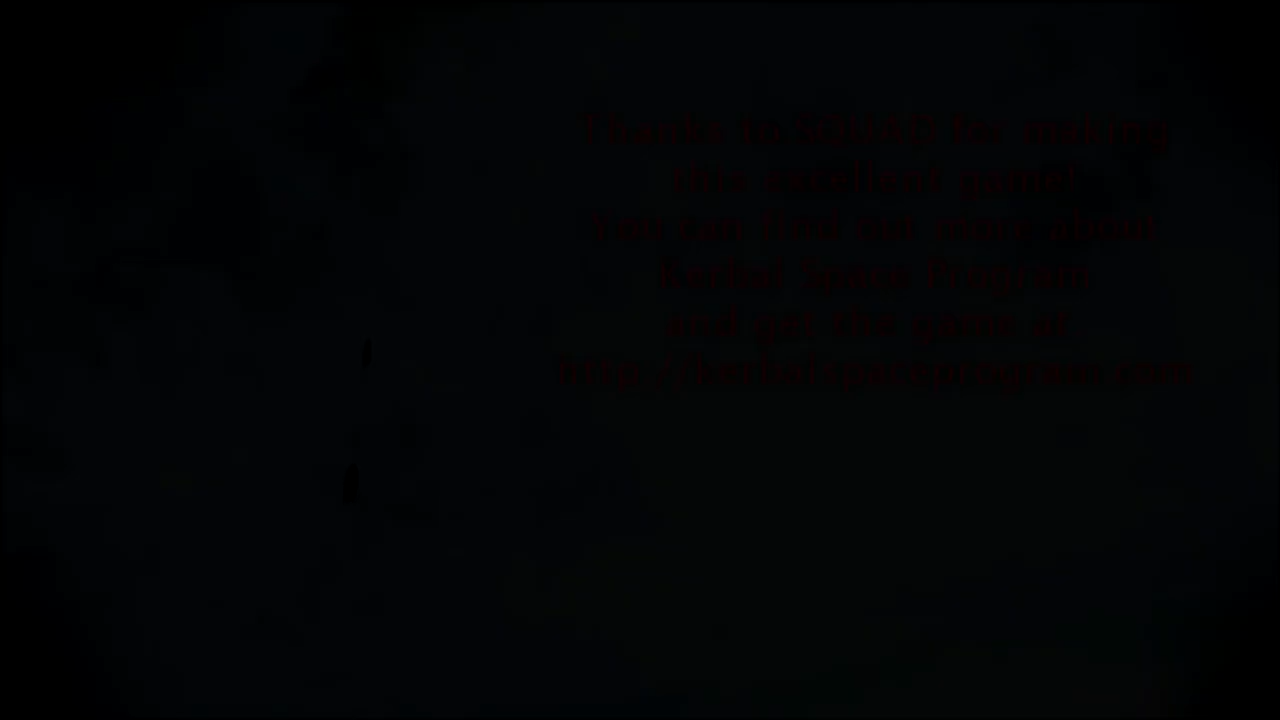 Thanks to SQUAD for making
this excellent game!
You can find out more about
Kerbal Space Program
and get the game at
http://kerbalspaceprogram.com